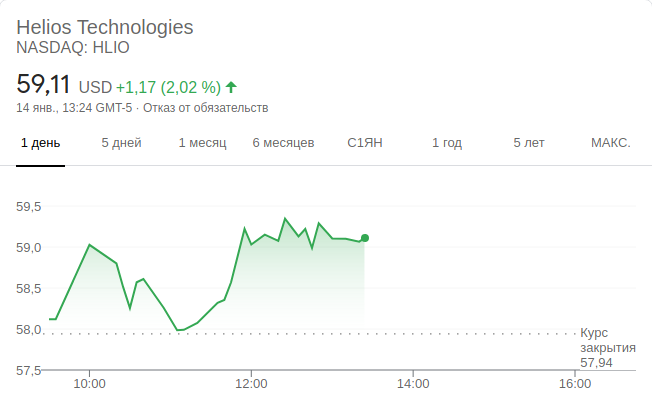 Helios Technologies
NASDAQ: HLIO
59,11 USD +1,17 (2,02 %)
14 янв., 13:24 GMT-5 · Отказ от обязательств
1 день 5 дней 1 месяц 6 месяцев С1ЯН 1 год 5 лет МАКС.
59,5
59,0
58,5
58,0
Курс
закрытия
57,94
57,5
10:00 12:00 14:00 16:00